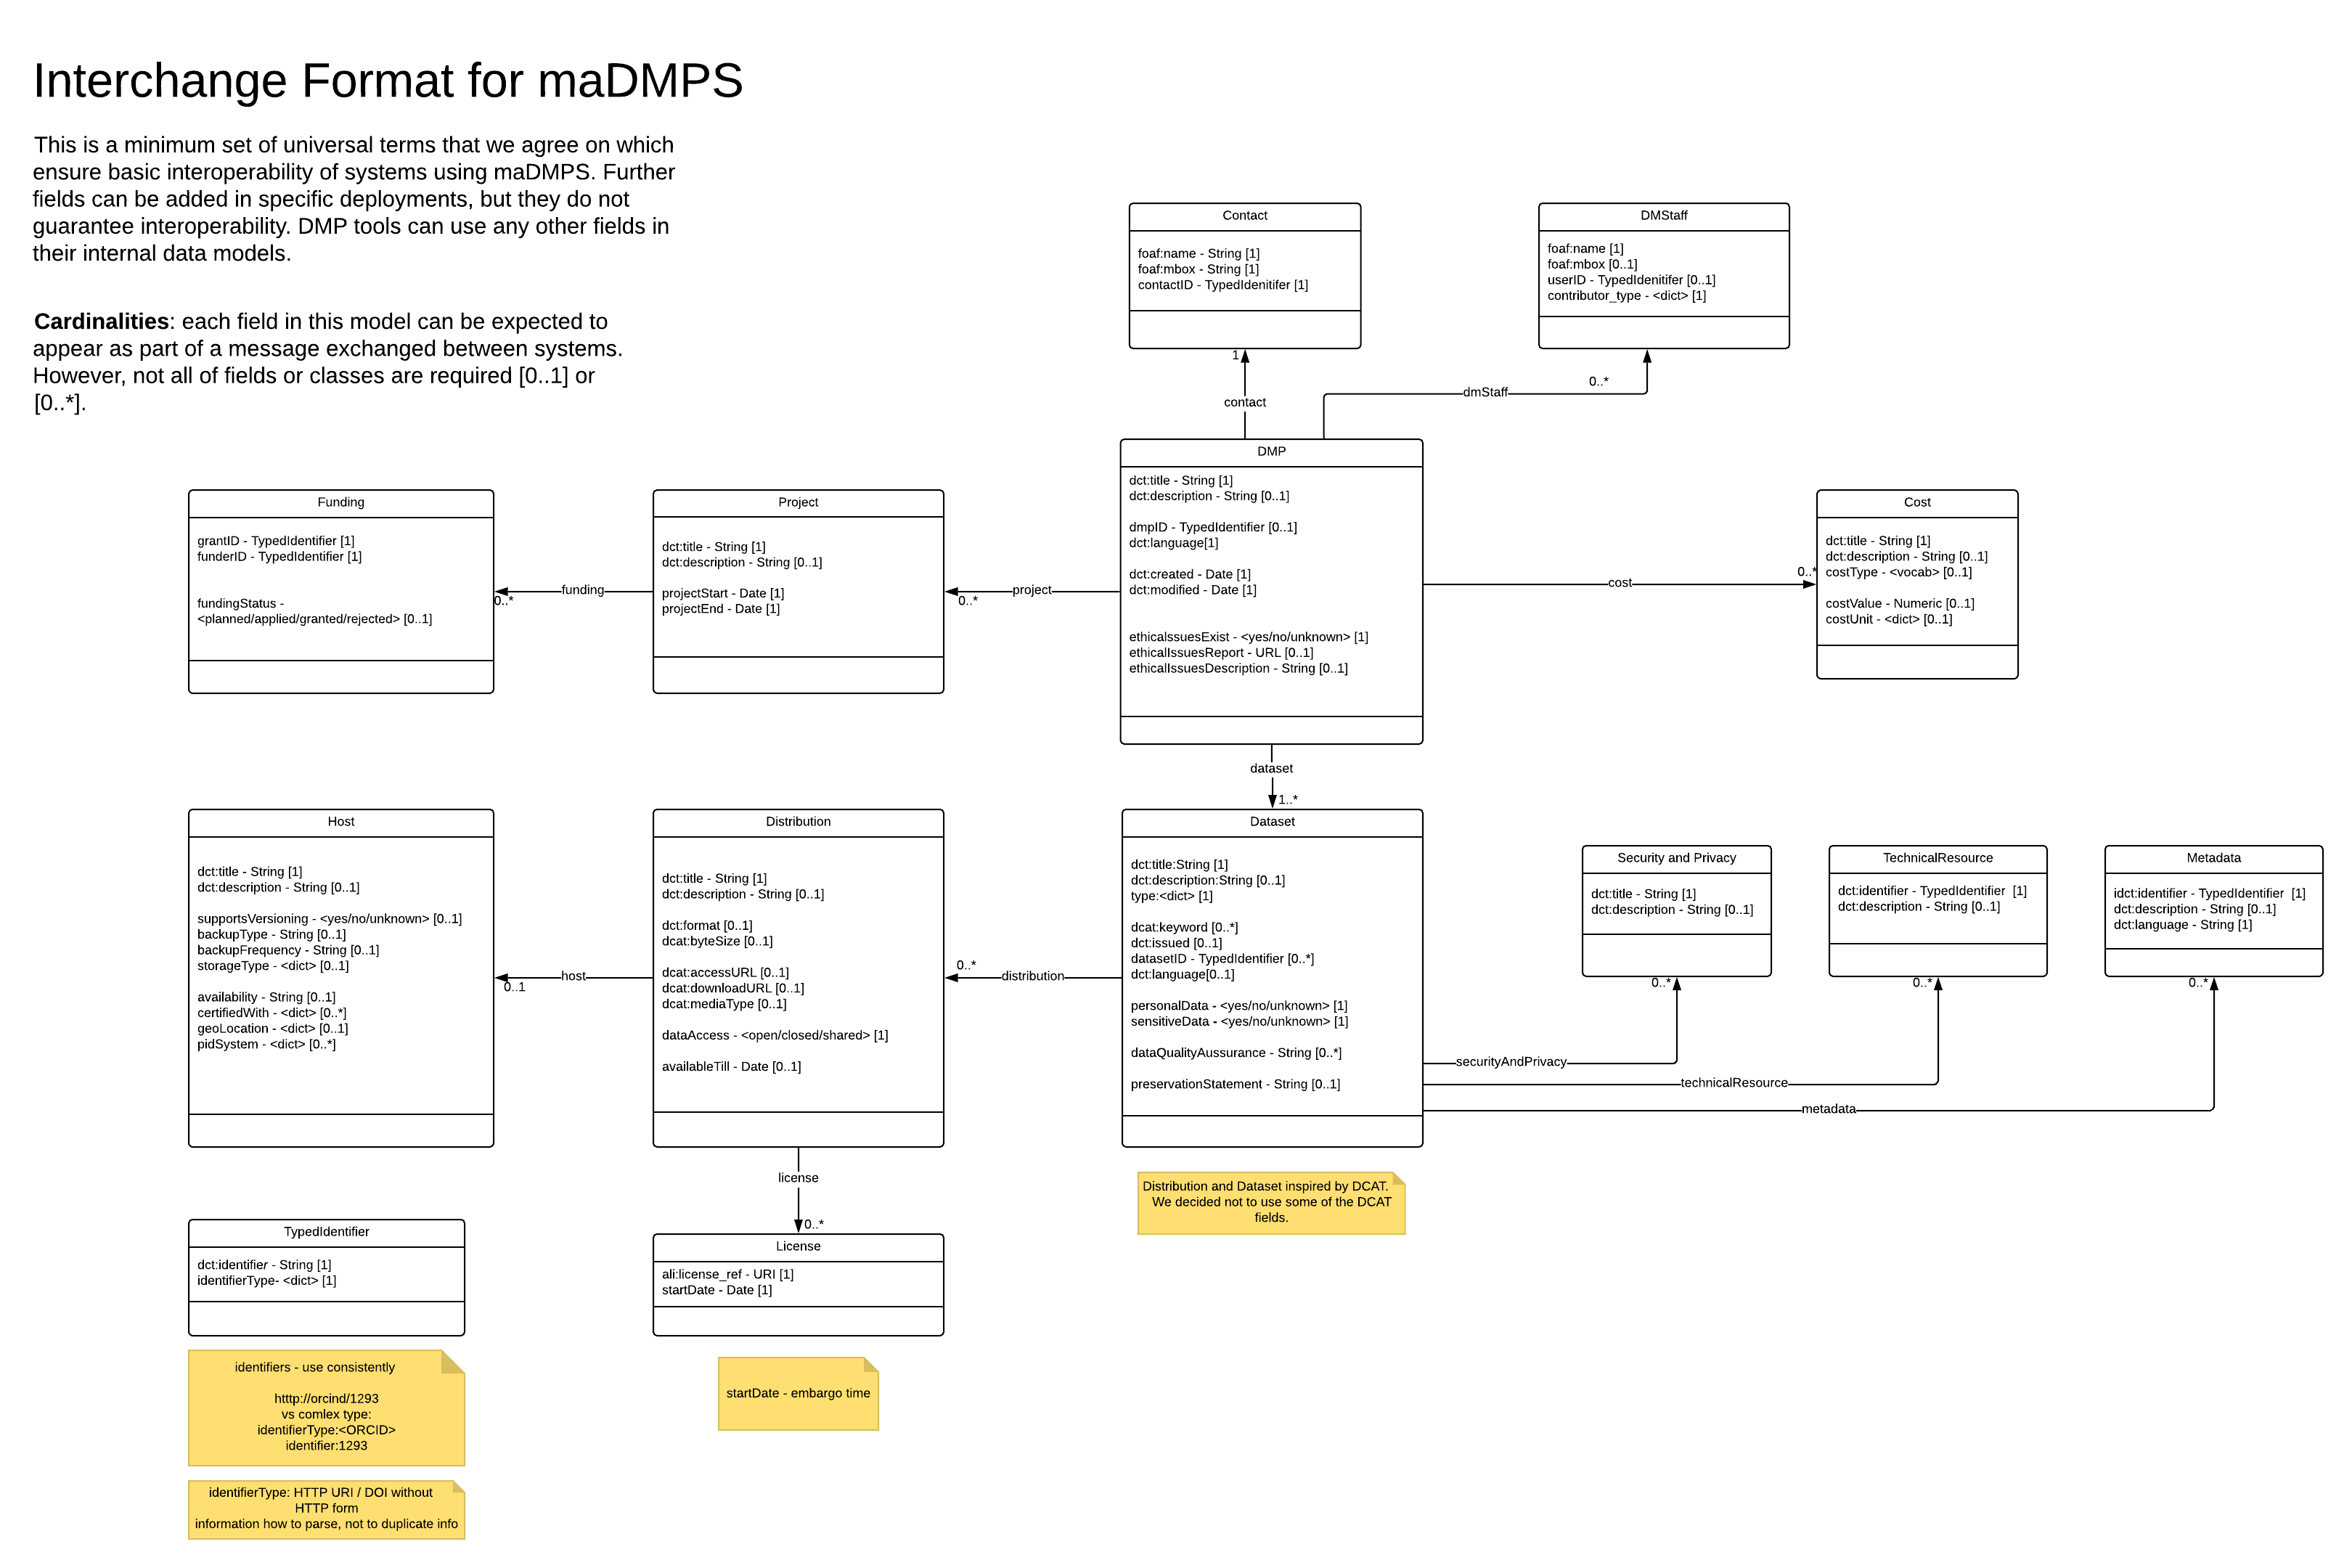 Interchange Format for maDMPS
This is a minimum set of universal terms that we agree on which
ensure basic interoperability of systems using maDMPS. Further
fields can be added in specific deployments, but they do not
guarantee interoperability. DMP tools can use any other fields in
their internal data models.
Cardinalities: each field in this model can be expected to
appear as part of a message exchanged between systems.
However, not all of fields or classes are required [0..1] or
[0..*].
Contact
foaf:name - String [1]
foaf:mbox - String [1]
contactID - TypedIdenitifer [1]
DMStaff
foaf:name [1]
foaf:mbox [0..1]
userID - TypedIdenitifer [0..1]
contributor_type - <dict> [1]
1
contact
dmStaff
0..*
DMP
dct:title - String [1]
dct:description - String [0..1]
dmpID - TypedIdentifier [0..1]
dct:language[1]
dct:created - Date [1]
dct:modified - Date [1]
ethicalssuesExist - <yes/no/unknown> [1]
ethicalIssuesReport - URL [0..1]
ethicalIssuesDescription - String [0..1]
Funding
grantID - TypedIdentifier [1]
funderID - TypedIdentifier [1]
fundingStatus -
<planned/applied/granted/rejected> [0..1]
0..*
funding
Project
dct:title - String [1]
dct:description - String [0..1]
projectStart - Date [1]
projectEnd - Date [1]
0..*
project
cost
0..*
Cost
dct:title - String [1]
dct:description - String [0..1]
costType - <vocab> [0..1]
costValue - Numeric [0..1]
costUnit - <dict> [0..1]
dataset
1..*
Host
dct:title - String [1]
dct:description - String [0..1]
supportsVersioning - <yes/no/unknown> [0..1]
backupType - String [0..1]
backupFrequency - String [0..1]
storageType - <dict> [0..1]
availability - String [0..1]
certifiedWith - <dict> [0..*]
geoLocation - <dict> [0..1]
pidSystem - <dict> [0..*]
0..1
host
Distribution
dct:title - String [1]
dct:description - String [0..1]
dct:format [0..1]
dcat:byteSize [0..1]
dcat:accessURL [0..1]
dcat:downloadURL [0..1]
dcat:mediaType [0..1]
dataAccess - <open/closed/shared> [1]
availableTill - Date [0..1]
0..*
distribution
Dataset
dct:title:String [1]
dct:description:String [0..1]
type:<dict> [1]
dcat:keyword [0..*]
dct:issued [0..1]
datasetID - TypedIdentifier [0..*]
dct:language[0..1]
personalData - <yes/no/unknown> [1]
sensitiveData - <yes/no/unknown> [1]
dataQualityAussurance - String [0..*]
preservationStatement - String [0..1]
Security and Privacy
dct:title - String [1]
dct:description - String [0..1]
0..*
TechnicalResource
dct:identifier - TypedIdentifier [1]
dct:description - String [0..1]
0..*
Metadata
idct:identifier - TypedIdentifier [1]
dct:description - String [0..1]
dct:language - String [1]
0..*
securityAndPrivacy
technicalResource
metadata
license
0..*
Distribution and Dataset inspired by DCAT.
We decided not to use some of the DCAT
fields.
TypedIdentifier
dct:identifier - String [1]
identifierType- <dict> [1]
License
ali:license_ref - URI [1]
startDate - Date [1]
identifiers - use consistently
htttp://orcind/1293
vs comlex type:
identifierType:<ORCID>
identifier:1293
startDate - embargo time
identifierType: HTTP URI / DOI without
HTTP form
information how to parse, not to duplicate info